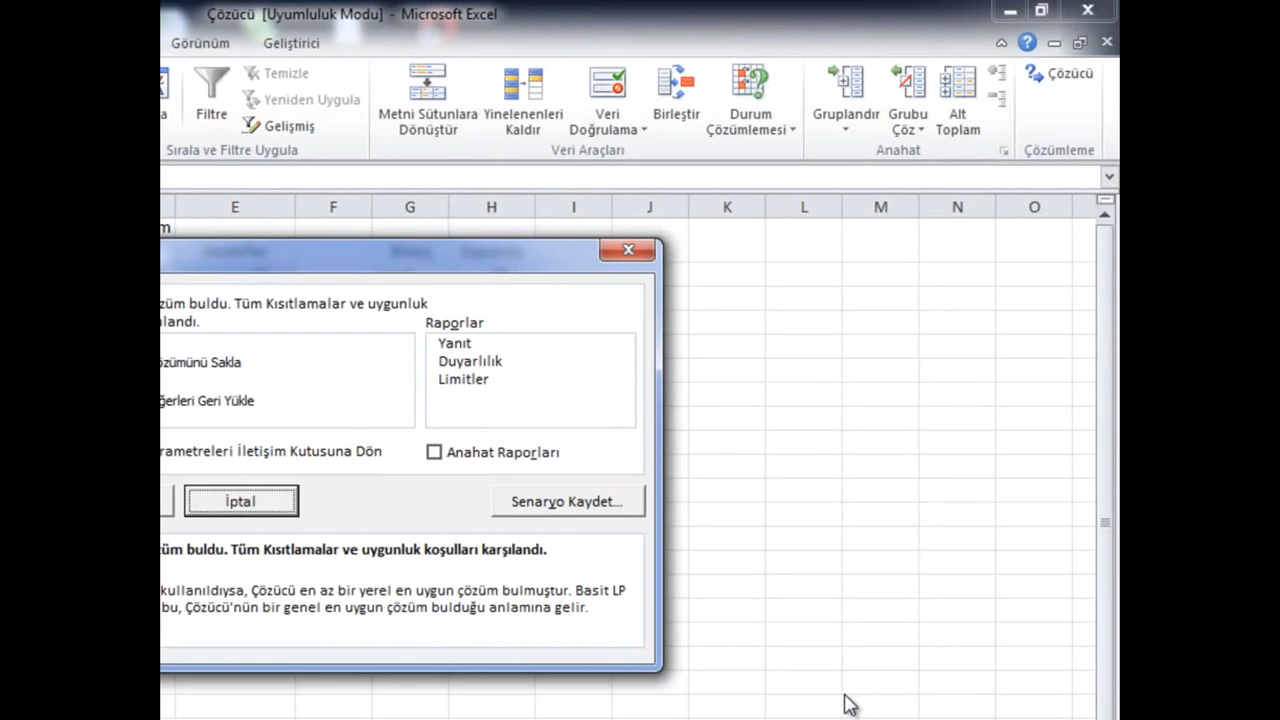 Çözücü [Uyumluluk Modu] - Microsoft Excel
Görünüm Geliştirici
Temizle
Yeniden Uygula
Gelişmiş
Filtre
Metni Sütunlara Dönüştür
Yinelenenleri Kaldır
Veri Doğrulama
Birleştir
Durum Çözümlemesi
Gruplandır
Grubu Çöz
Alt Toplam
Çözücü
Sırala ve Filtre Uygula
Veri Araçları
Anahat
Çözümleme
E F G H I J K L M N O
m
züm buldu. Tüm Kısıtlamalar ve uygunluk
ılandı.
Raporlar
Yanıt
Duyarlılık
Limitler
özümünü Sakla
ğerleri Geri Yükle
rametreleri İletişim Kutusuna Dön
Anahat Raporları
İptal
Senaryo Kaydet...
züm buldu. Tüm Kısıtlamalar ve uygunluk koşulları karşılandı.
kullanıldıysa, Çözücü en az bir yerel en uygun çözüm bulmuştur. Basit LP
bu, Çözücü'nün bir genel en uygun çözüm bulduğu anlamına gelir.